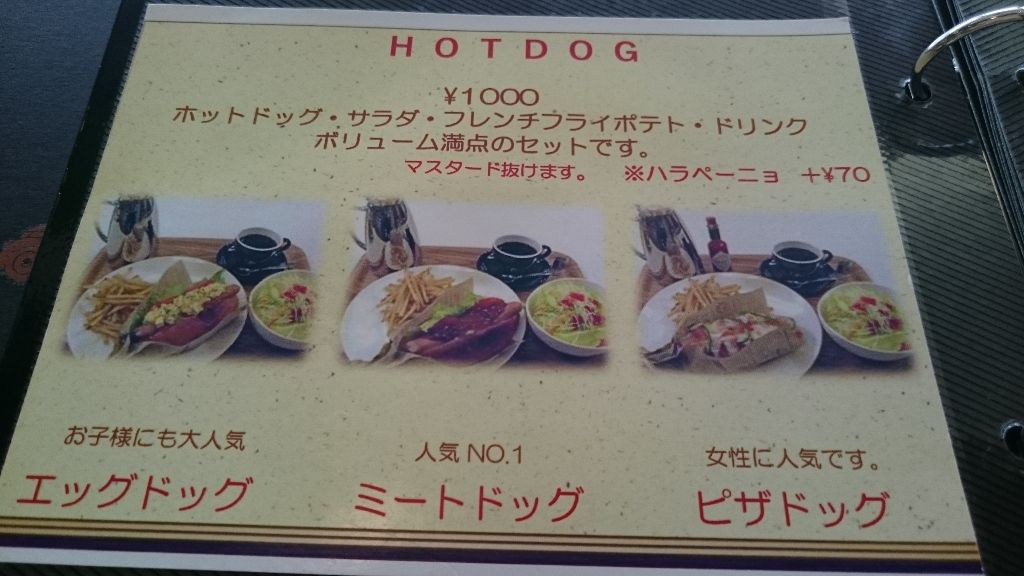 HOTDOG
¥1000
ホットドッグ・サラダ・フレンチフライポテト・ドリンク
ボリューム満点のセットです。
マスタード抜けます。 ※ハラペーニョ +¥70
お子様にも大人気
エッグドッグ
人気NO.1
ミートドッグ
女性に人気です。
ピザドッグ